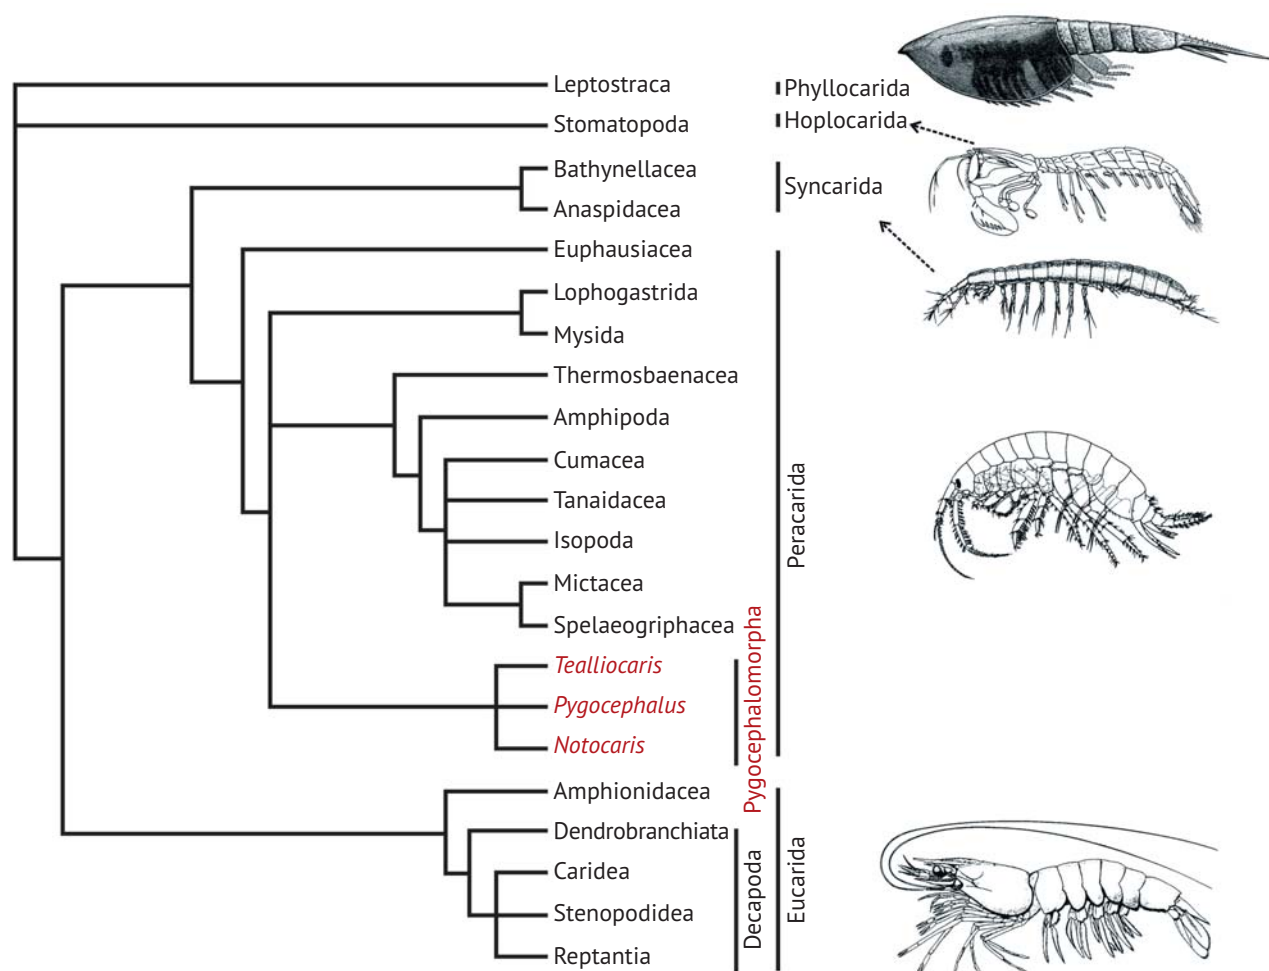 Leptostraca
Stomatopoda
Bathynellacea
Anaspidacea
Euphausiacea
Lophogastrida
Mysida
Thermosbaenacea
Amphipoda
Cumacea
Tanaidacea
Isopoda
Mictacea
Spelaeogriphacea
Tealliocaris
Pygocephalus
Notocaris
Amphionidacea
Dendrobranchiata
Caridea
Stenopodidea
Reptantia
Pygocephalomorpha
Decapoda
Phyllocarida
Hoplocarida
Syncarida
Peracarida
Eucarida